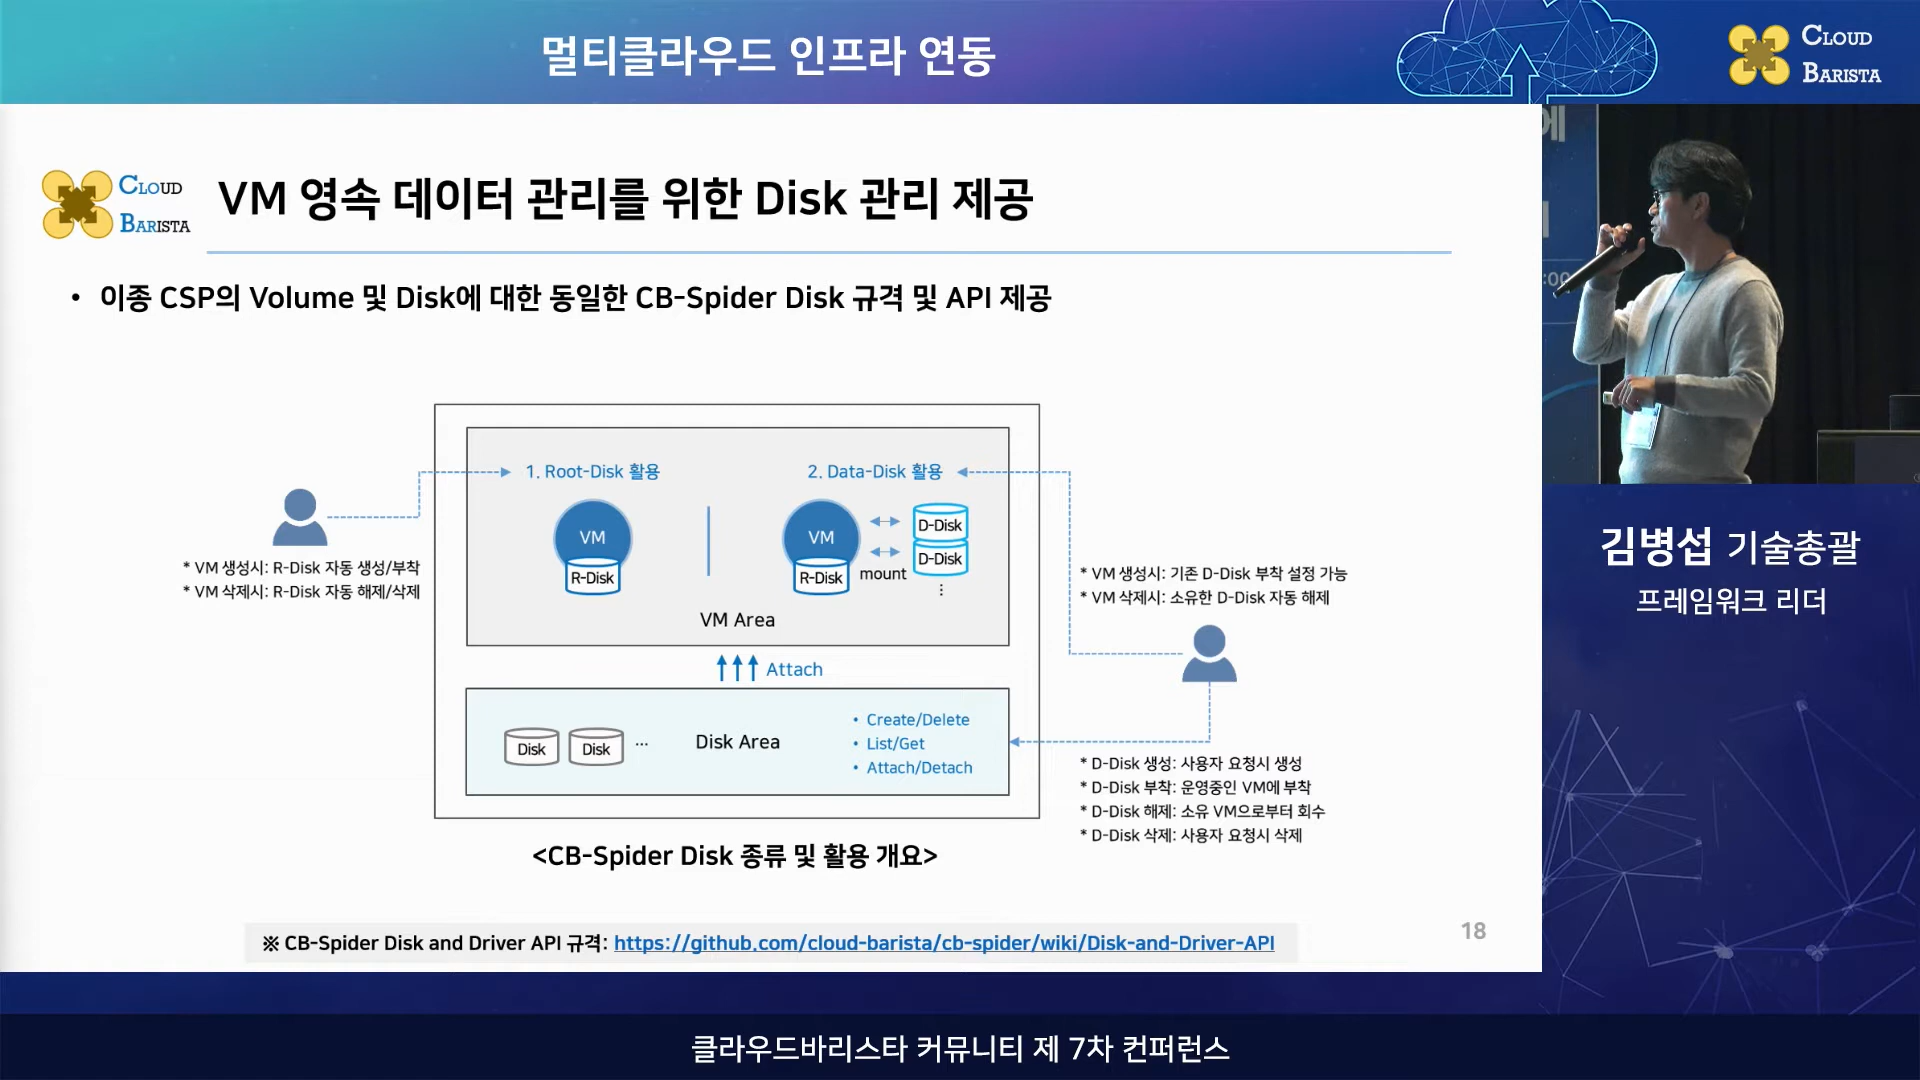 멀티클라우드 인프라 연동
CLOUD
BARISTA
CLOUD
BARISTA
VM 영속 데이터 관리를 위한 Disk 관리 제공
• 이종 CSP의 Volume 및 Disk에 대한 동일한 CB-Spider Disk 규격 및 API 제공
1. Root-Disk 활용
2. Data-Disk 활용
VM
R-Disk
VM
R-Disk
mount
D-Disk
D-Disk
⋮
VM Area
* VM 생성시: R-Disk 자동 생성/부착
* VM 삭제시: R-Disk 자동 해제/삭제
* VM 생성시: 기존 D-Disk 부착 설정 가능
* VM 삭제시: 소유한 D-Disk 자동 해제
Attach
Disk
Disk
...
Disk Area
• Create/Delete
• List/Get
• Attach/Detach
* D-Disk 생성: 사용자 요청시 생성
* D-Disk 부착: 운영중인 VM에 부착
* D-Disk 해제: 소유 VM으로부터 회수
* D-Disk 삭제: 사용자 요청시 삭제
<CB-Spider Disk 종류 및 활용 개요>
※ CB-Spider Disk and Driver API 규격: https://github.com/cloud-barista/cb-spider/wiki/Disk-and-Driver-API
18
에
:00
김병섭 기술총괄
프레임워크 리더
클라우드바리스타 커뮤니티 제 7차 컨퍼런스